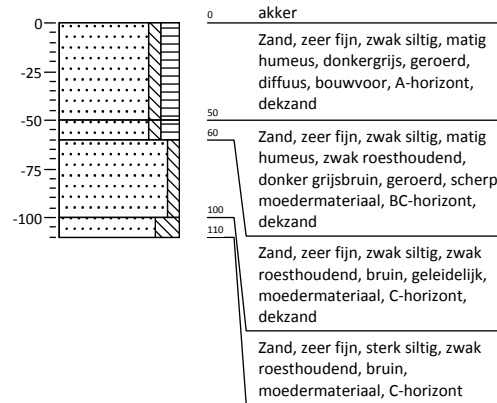 0
-25
-50
-75
-100
0 akker
Zand, zeer fijn, zwak siltig, matig
humeus, donkergrijs, geroerd,
diffuus, bouwvoor, A-horizont,
dekzand
50
60
Zand, zeer fijn, zwak siltig, matig
humeus, zwak roesthoudend,
donker grijsbruin, geroerd, scherp,
moedermateriaal, BC-horizont,
dekzand
100
110
Zand, zeer fijn, zwak siltig, zwak
roesthoudend, bruin, geleidelijk,
moedermateriaal, C-horizont,
dekzand
Zand, zeer fijn, sterk siltig, zwak
roesthoudend, bruin,
moedermateriaal, C-horizont